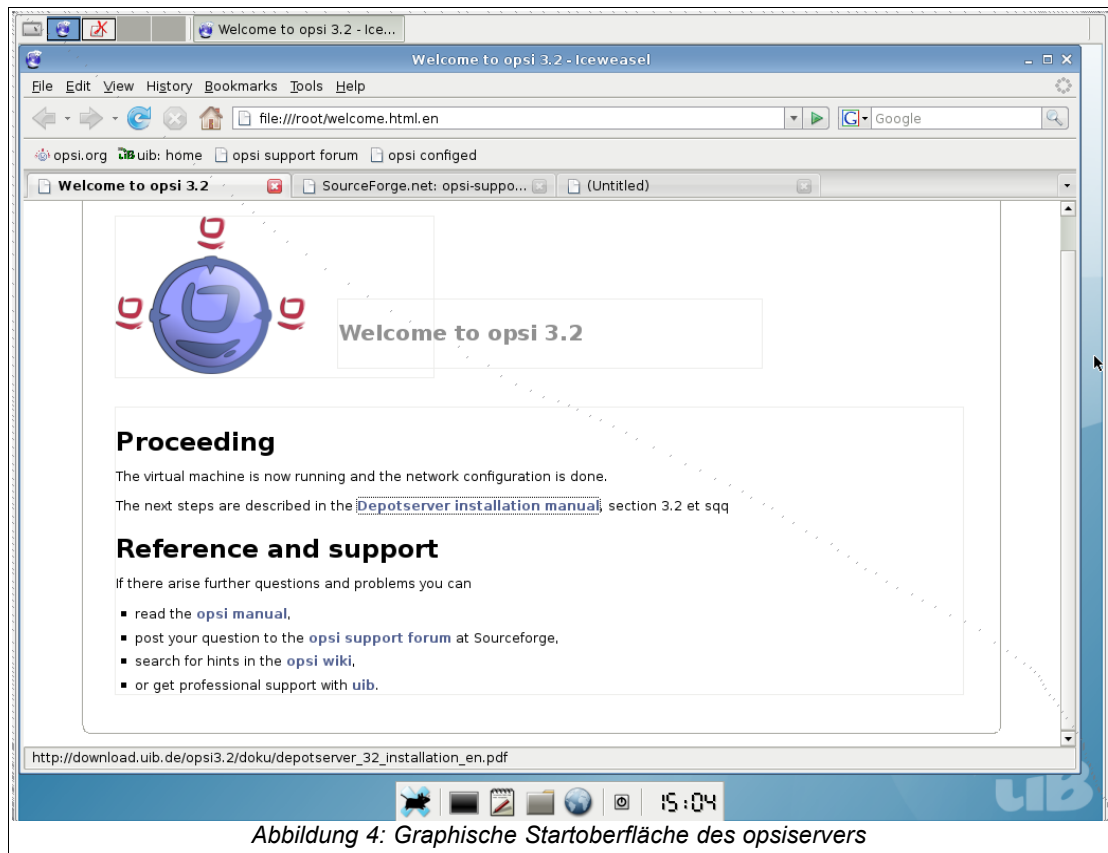 Welcome to opsi 3.2 - Ice...
Welcome to opsi 3.2 - Iceweasel
File Edit View History Bookmarks Tools Help
file:///root/welcome.html.en
G Google
opsi.org uib uib: home opsi support forum opsi configed
Welcome to opsi 3.2 SourceForge.net: opsi-suppo... (Untitled)
Welcome to opsi 3.2
Proceeding
The virtual machine is now running and the network configuration is done.
The next steps are described in the Depotserver installation manual, section 3.2 et sqq
Reference and support
If there arise further questions and problems you can
read the opsi manual,
post your question to the opsi support forum at Sourceforge,
search for hints in the opsi wiki,
or get professional support with uib.
http://download.uib.de/opsi3.2/doku/depotserver_32_installation_en.pdf
uib
15:04
Abbildung 4: Graphische Startoberfläche des opsiservers